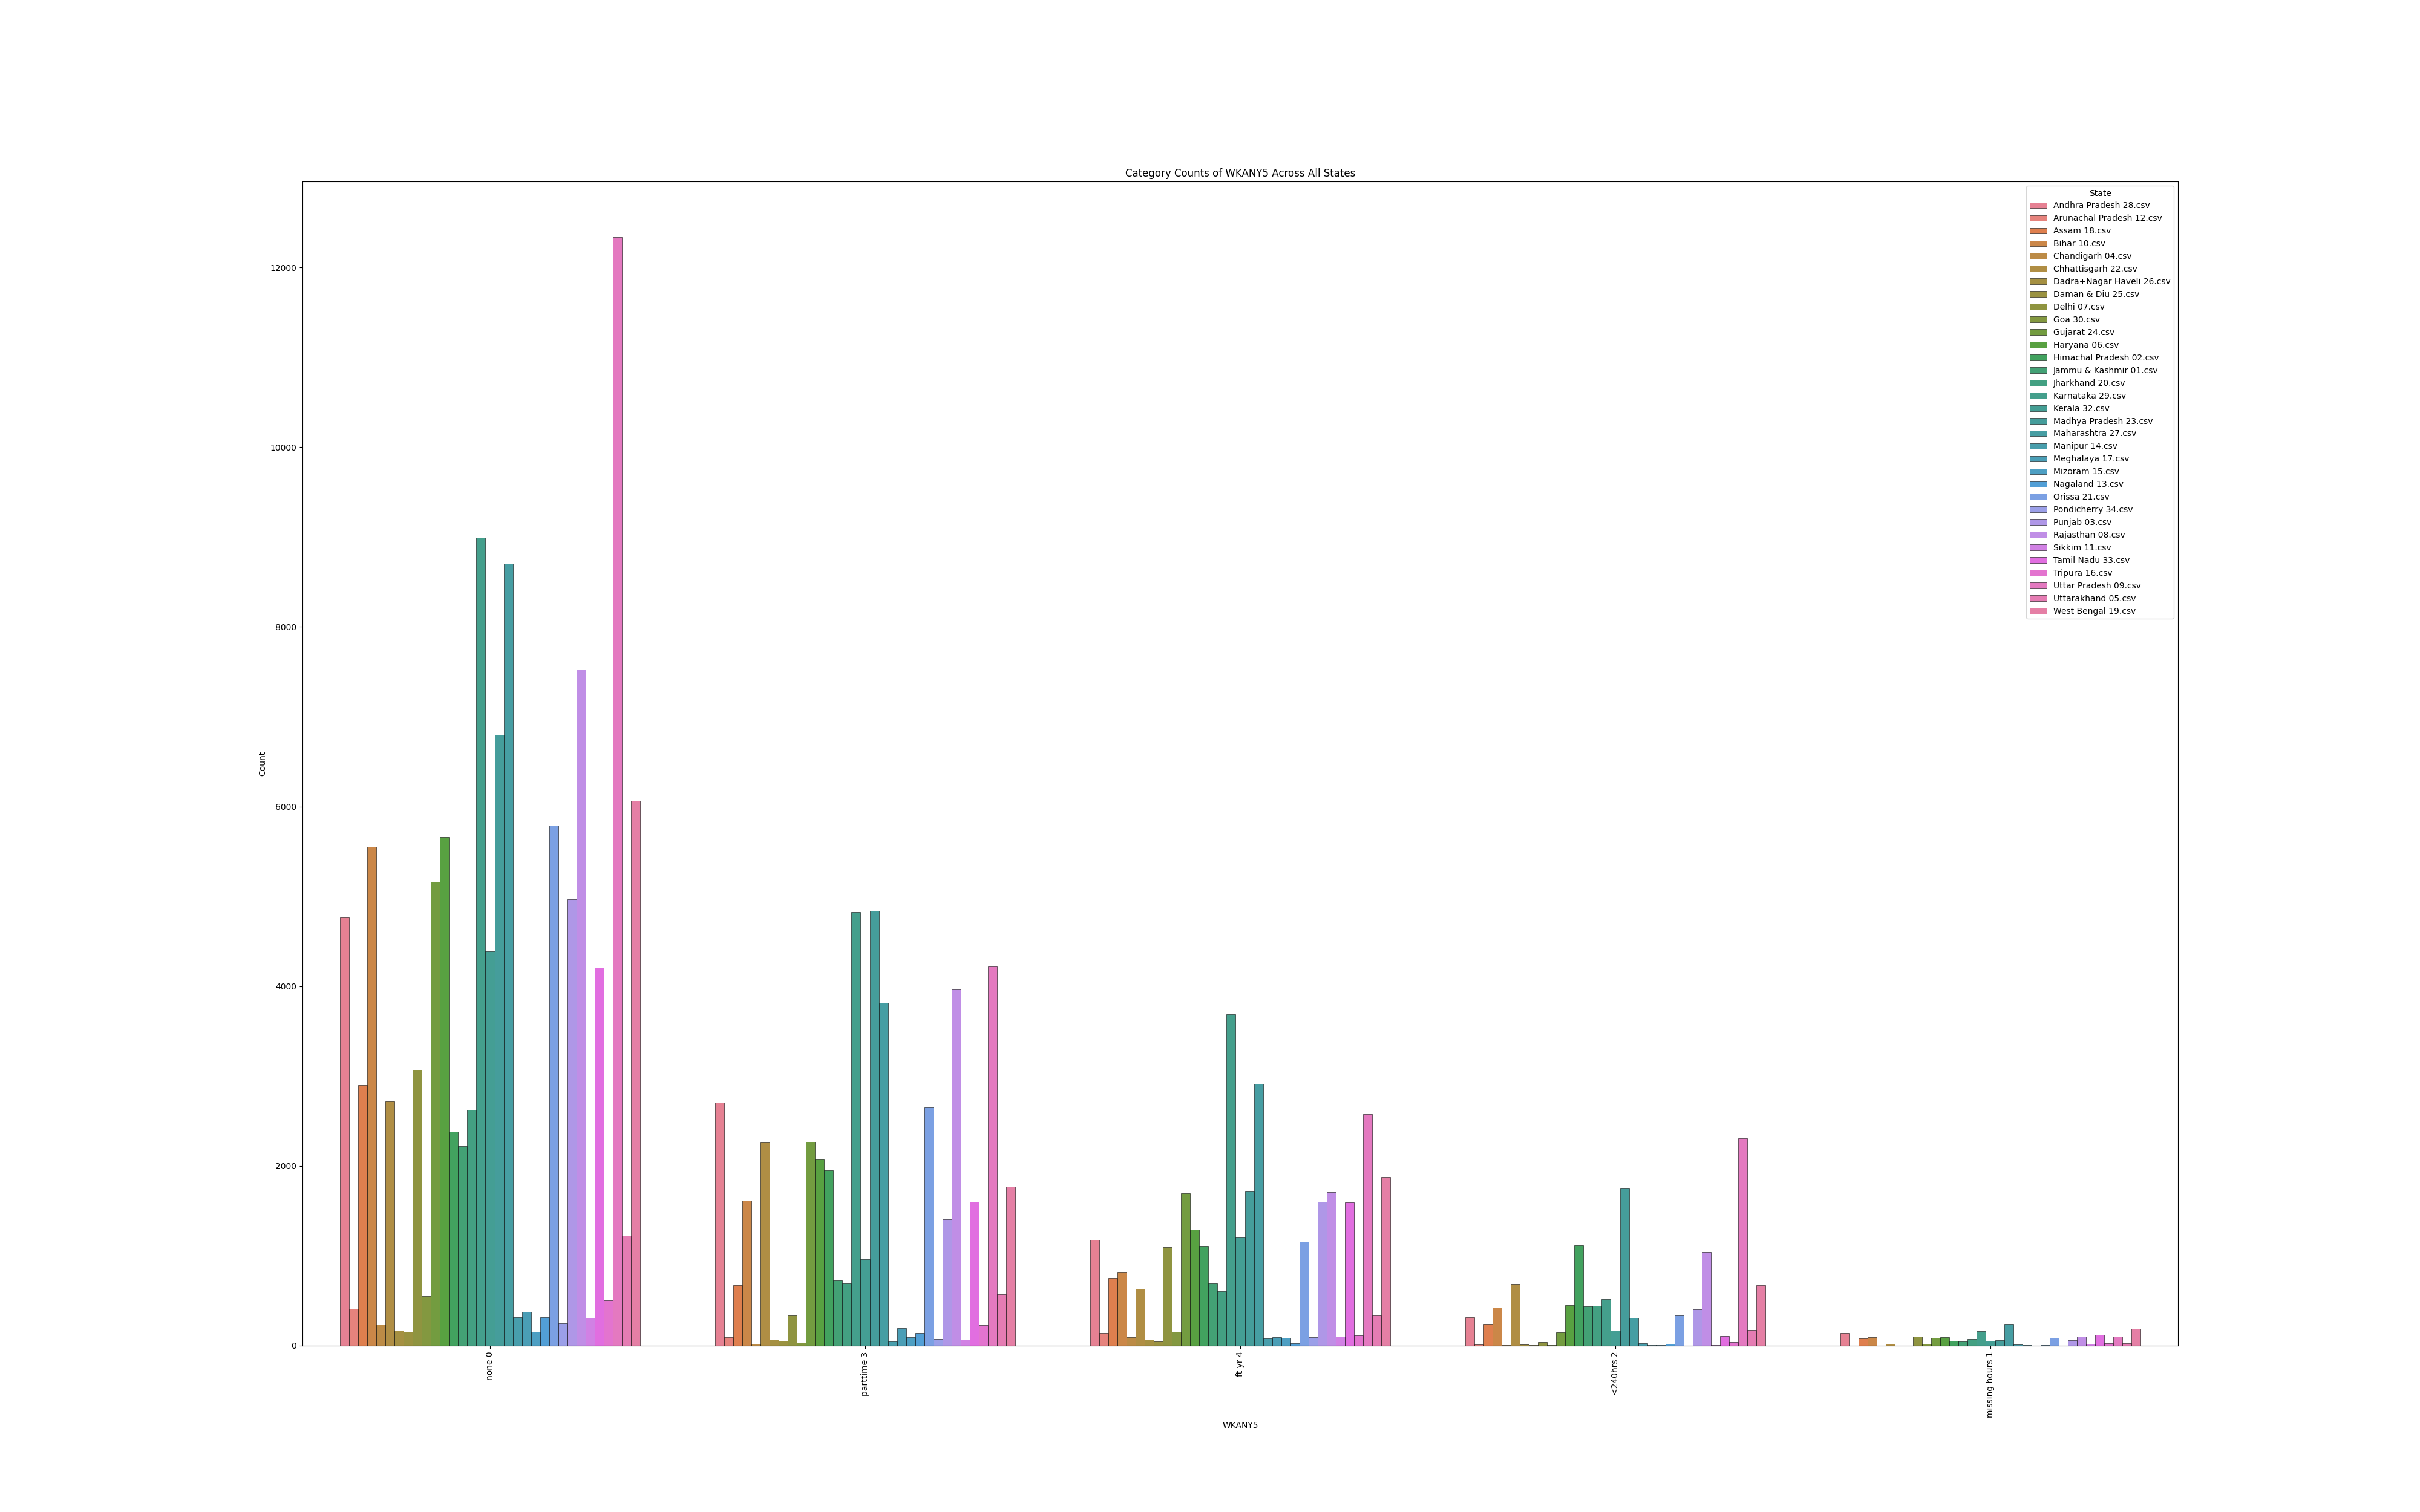 Category Counts of WKANY5 Across All States
State
Andhra Pradesh 28.csv
Arunachal Pradesh 12.csv
Assam 18.csv
Bihar 10.csv
Chandigarh 04.csv
Chhattisgarh 22.csv
Dadra+Nagar Haveli 26.csv
Daman & Diu 25.csv
Delhi 07.csv
Goa 30.csv
Gujarat 24.csv
Haryana 06.csv
Himachal Pradesh 02.csv
Jammu & Kashmir 01.csv
Jharkhand 20.csv
Karnataka 29.csv
Kerala 32.csv
Madhya Pradesh 23.csv
Maharashtra 27.csv
Manipur 14.csv
Meghalaya 17.csv
Mizoram 15.csv
Nagaland 13.csv
Orissa 21.csv
Pondicherry 34.csv
Punjab 03.csv
Rajasthan 08.csv
Sikkim 11.csv
Tamil Nadu 33.csv
Tripura 16.csv
Uttar Pradesh 09.csv
Uttarakhand 05.csv
West Bengal 19.csv
12000
10000
8000
6000
4000
2000
0
Count
none 0
parttime 3
ft yr 4
<240hrs 2
missing hours 1
WKANY5